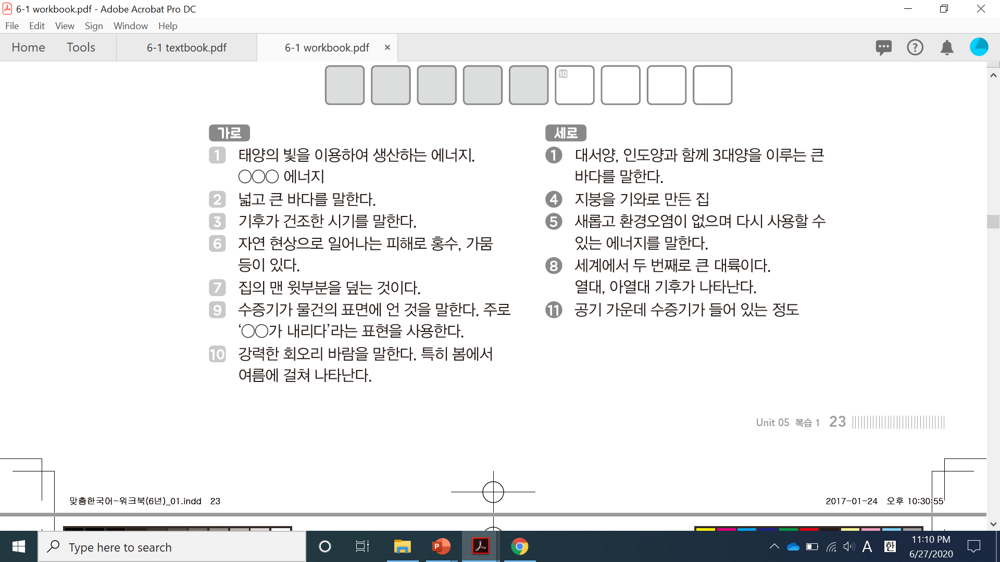 6-1 workbook.pdf - Adobe Acrobat Pro DC
File Edit View Sign Window Help
Home Tools 6-1 textbook.pdf 6-1 workbook.pdf ×
10
가로
1 태양의 빛을 이용하여 생산하는 에너지.
○○○ 에너지
2 넓고 큰 바다를 말한다.
3 기후가 건조한 시기를 말한다.
6 자연 현상으로 일어나는 피해로 홍수, 가뭄
등이 있다.
7 집의 맨 윗부분을 덮는 것이다.
9 수증기가 물건의 표면에 언 것을 말한다. 주로
‘○○가 내리다’라는 표현을 사용한다.
10 강력한 회오리 바람을 말한다. 특히 봄에서
여름에 걸쳐 나타난다.
세로
1 대서양, 인도양과 함께 3대양을 이루는 큰
바다를 말한다.
4 지붕을 기와로 만든 집
5 새롭고 환경오염이 없으며 다시 사용할 수
있는 에너지를 말한다.
8 세계에서 두 번째로 큰 대륙이다.
열대, 아열대 기후가 나타난다.
11 공기 가운데 수증기가 들어 있는 정도
Unit 05 복습 1 23
맞춤한국어-워크북(6년)_01.indd 23
2017-01-24 오후 10:30:55
Type here to search
A 한
11:10 PM
6/27/2020